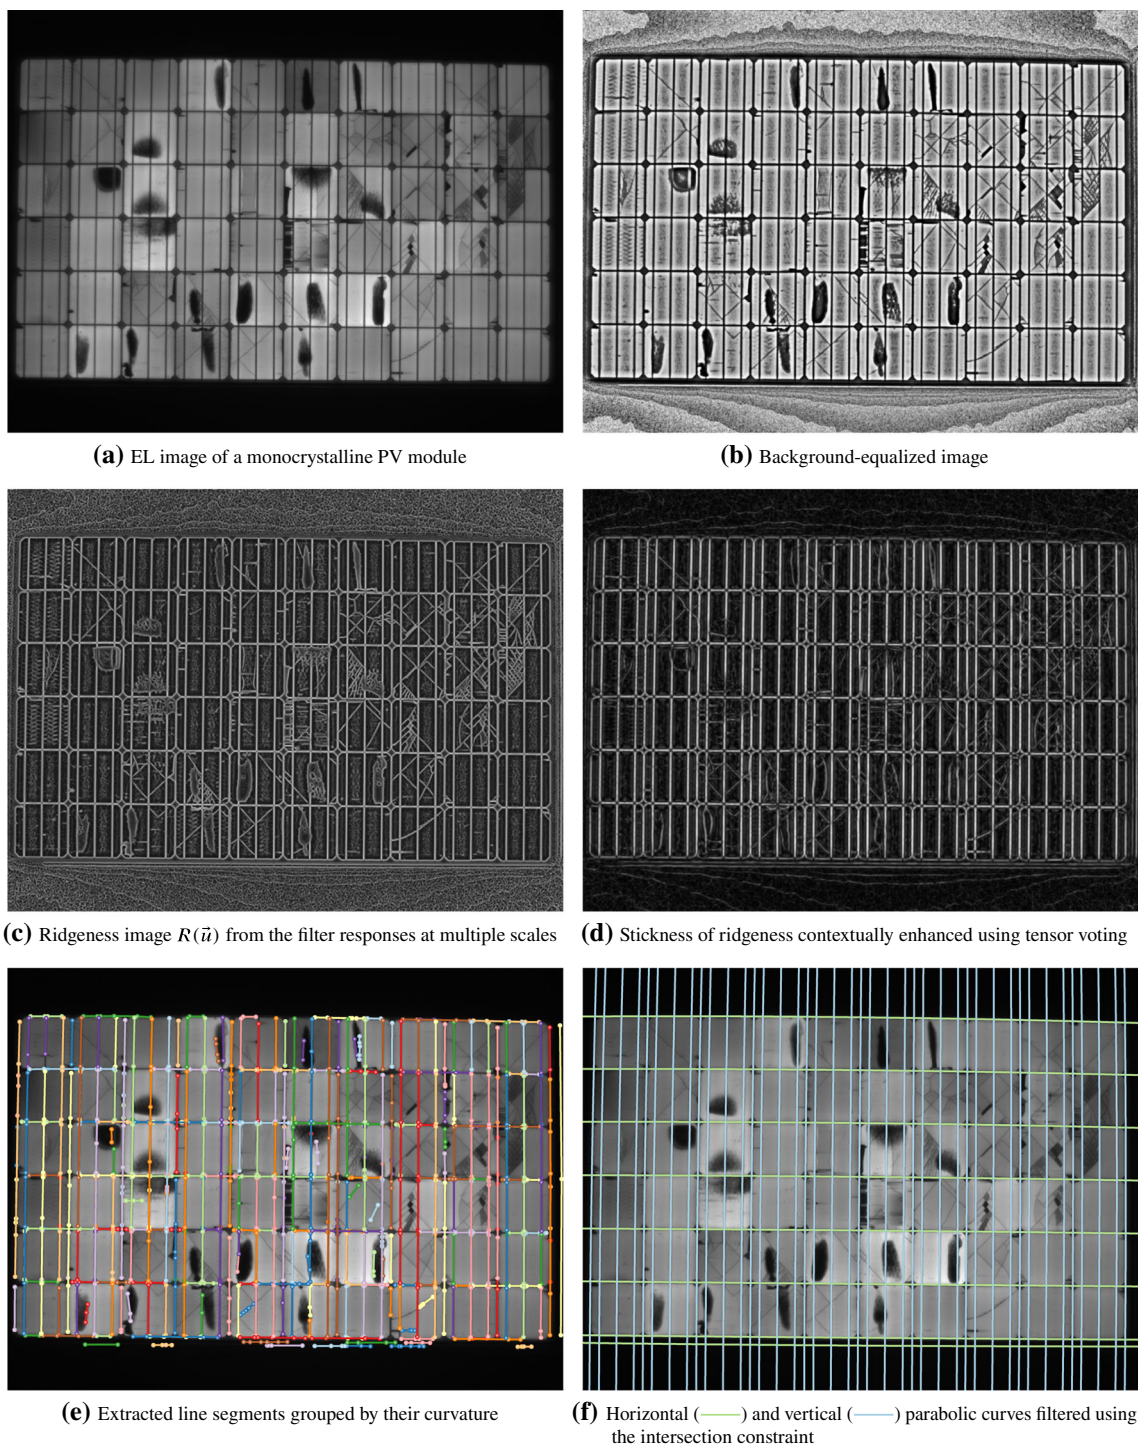 (a) EL image of a monocrystalline PV module
(b) Background-equalized image
(c) Ridgeness image R(u⃗) from the filter responses at multiple scales
(d) Stickness of ridgeness contextually enhanced using tensor voting
(e) Extracted line segments grouped by their curvature
(f) Horizontal (——) and vertical (——) parabolic curves filtered using
the intersection constraint